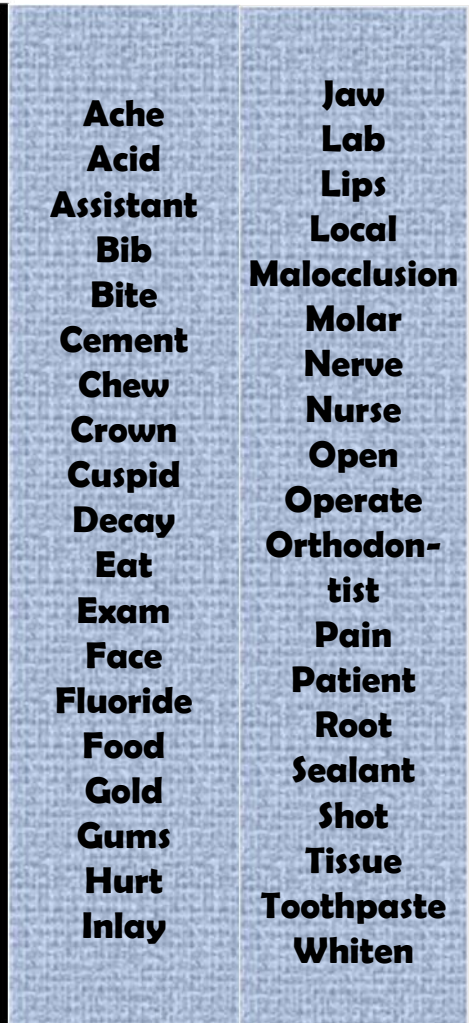 Ache
Acid
Assistant
Bib
Bite
Cement
Chew
Crown
Cuspid
Decay
Eat
Exam
Face
Fluoride
Food
Gold
Gums
Hurt
Inlay
Jaw
Lab
Lips
Local
Malocclusion
Molar
Nerve
Nurse
Open
Operate
Orthodon-
tist
Pain
Patient
Root
Sealant
Shot
Tissue
Toothpaste
Whiten